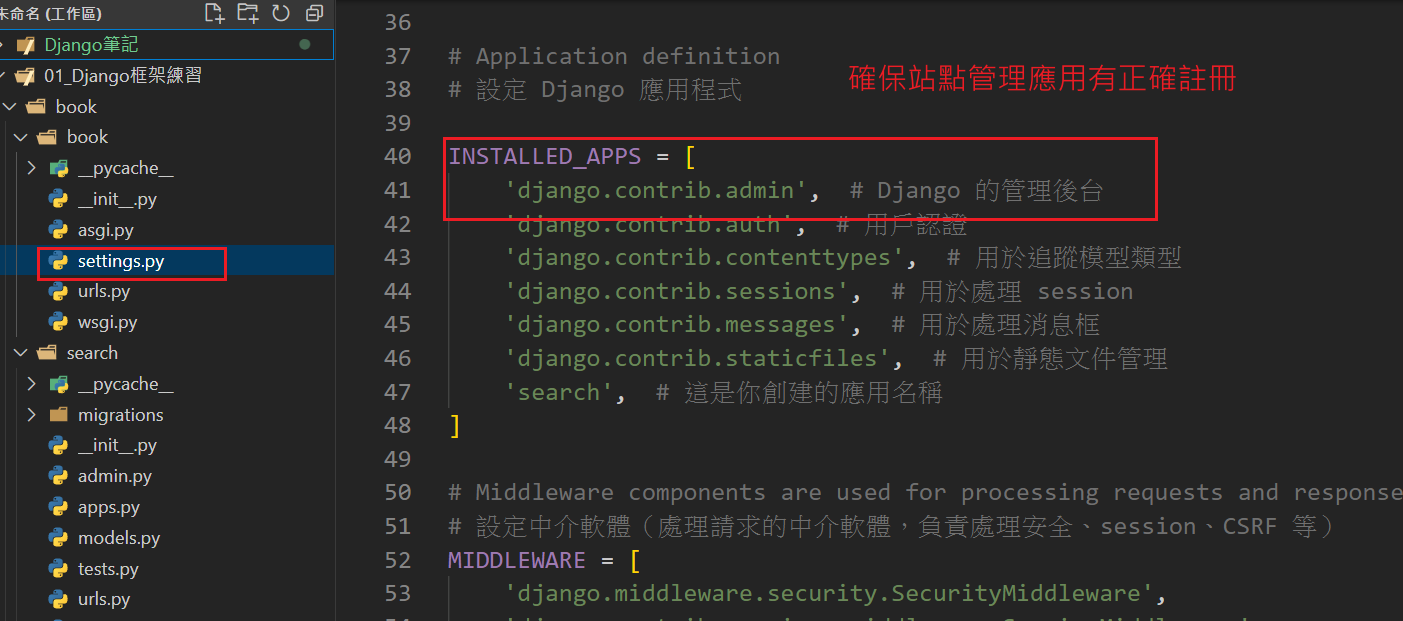 未命名 (工作區)
Django筆記
01_Django框架練習
book
book
__pycache__
__init__.py
asgi.py
settings.py
urls.py
wsgi.py
search
__pycache__
migrations
__init__.py
admin.py
apps.py
models.py
tests.py
urls.py
36
37 # Application definition
38 # 設定 Django 應用程式
確保站點管理應用有正確註冊
39
40 INSTALLED_APPS = [
41 'django.contrib.admin', # Django 的管理後台
42 'django.contrib.auth', # 用戶認證
43 'django.contrib.contenttypes', # 用於追蹤模型類型
44 'django.contrib.sessions', # 用於處理 session
45 'django.contrib.messages', # 用於處理消息框
46 'django.contrib.staticfiles', # 用於靜態文件管理
47 'search', # 這是你創建的應用名稱
48 ]
49
50 # Middleware components are used for processing requests and response
51 # 設定中介軟體（處理請求的中介軟體，負責處理安全、session、CSRF 等）
52 MIDDLEWARE = [
53 'django.middleware.security.SecurityMiddleware',